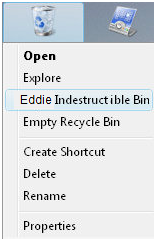 Open
Explore
Eddie Indestructible Bin
Empty Recycle Bin
Create Shortcut
Delete
Rename
Properties